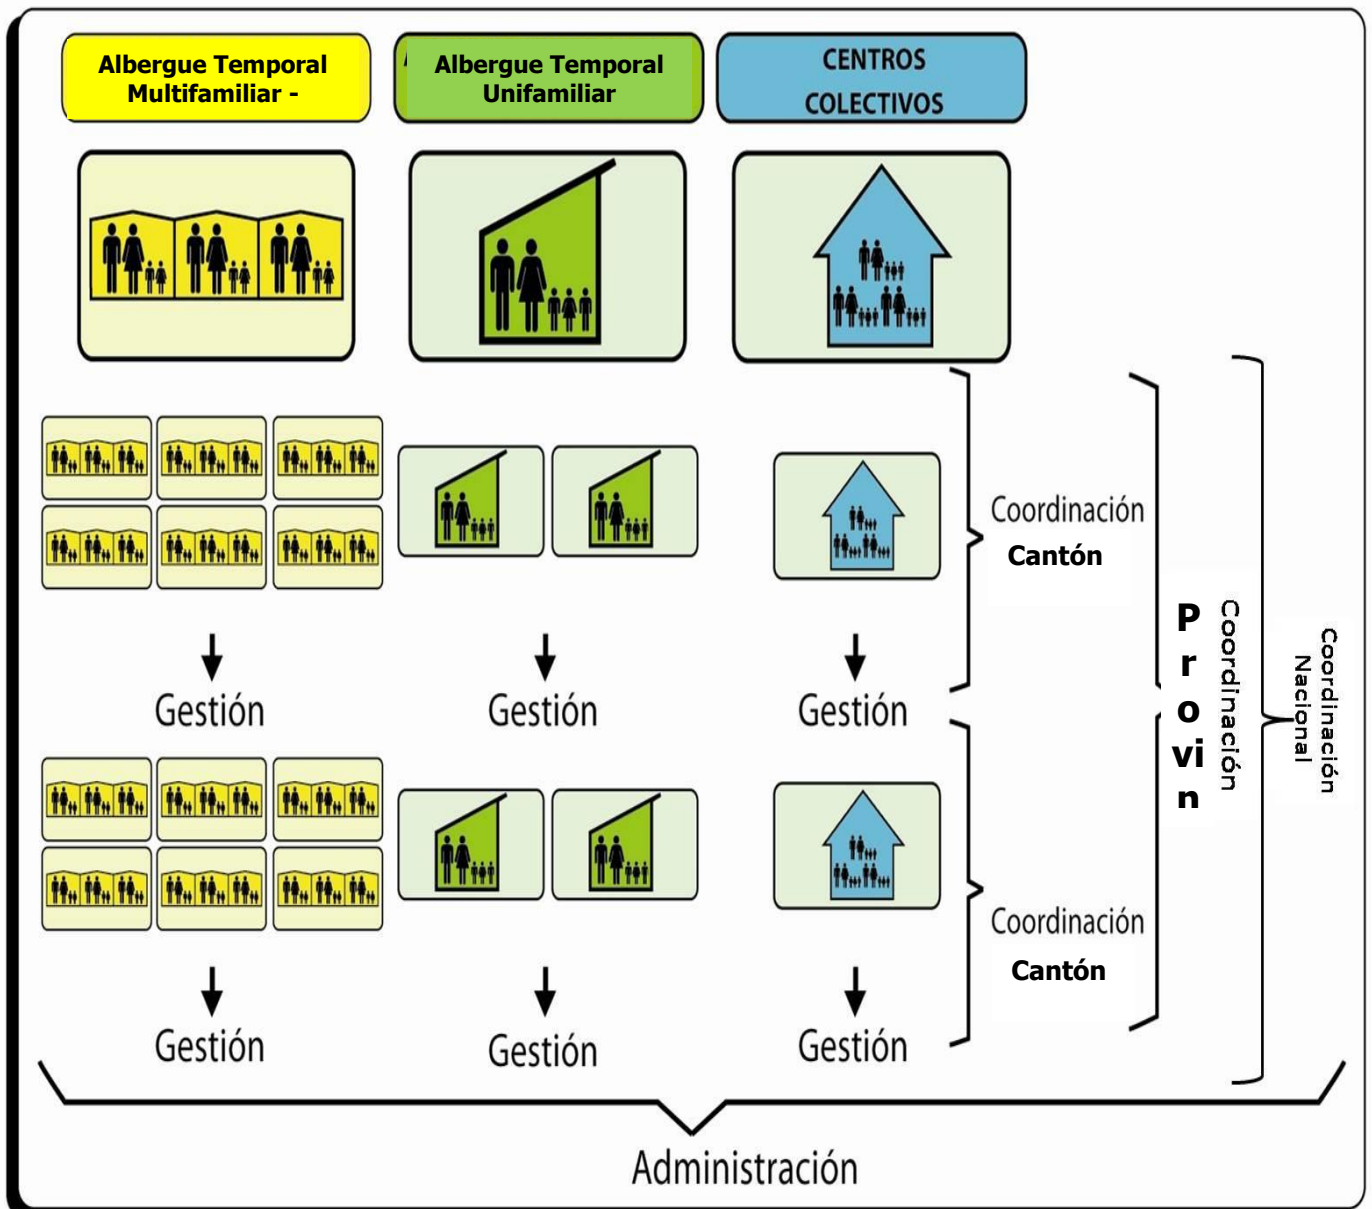 Albergue Temporal
Multifamiliar -
Albergue Temporal
Unifamiliar
CENTROS
COLECTIVOS
Coordinación
Cantón
Gestión
Gestión
Gestión
P
r
o
vi
n
Coordinación
Coordinación
Nacional
Coordinación
Cantón
Gestión
Gestión
Gestión
Administración